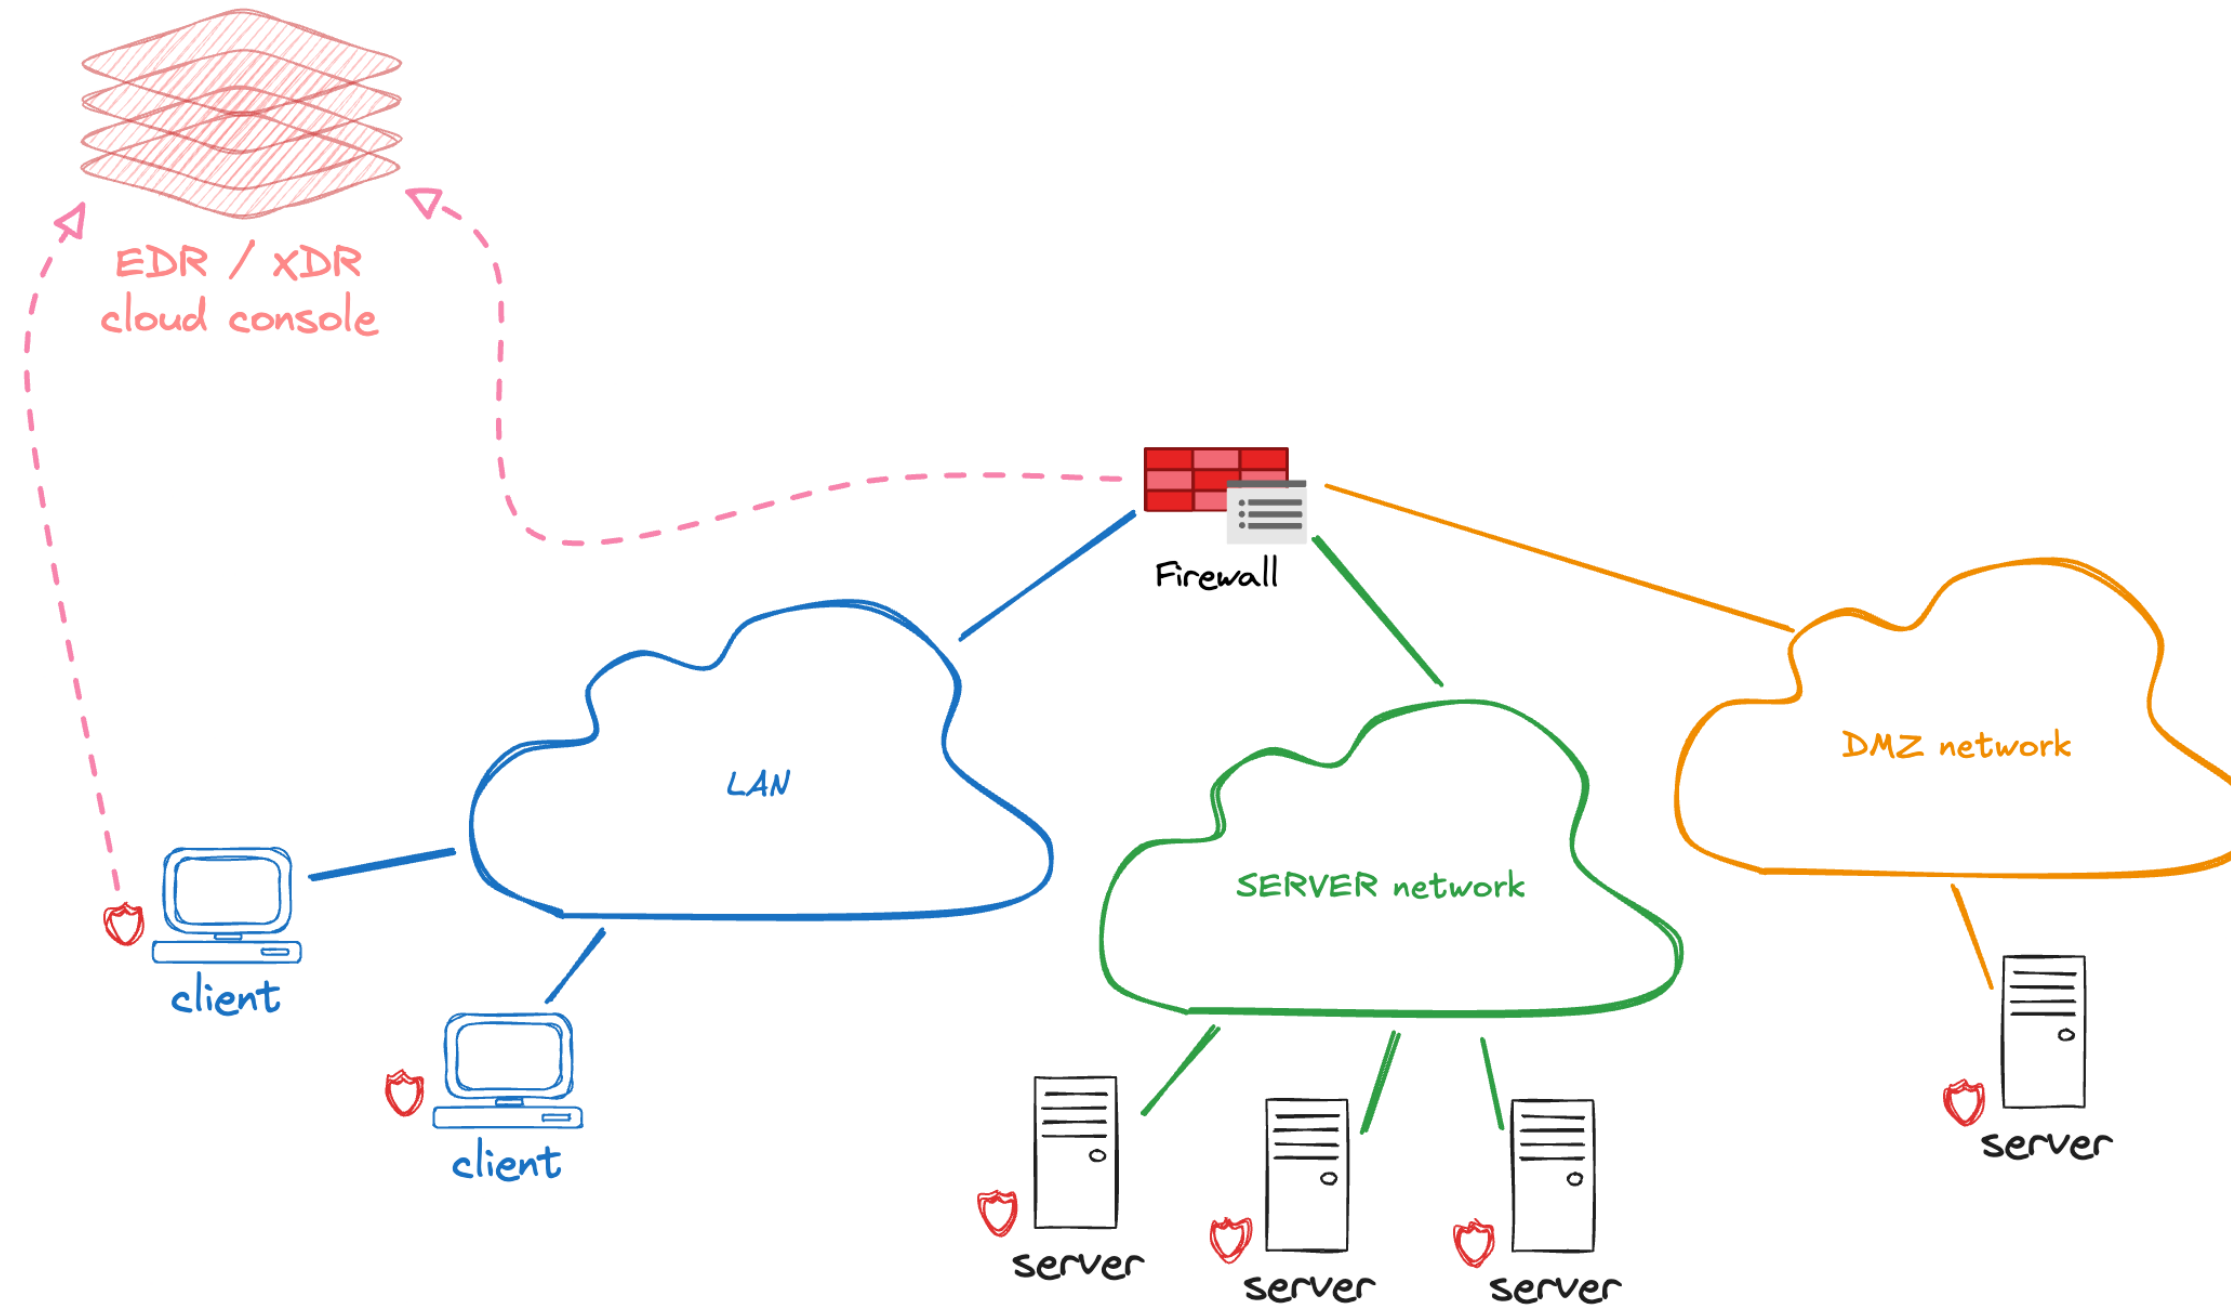 EDR / XDR
cloud console
Firewall
LAN
DMZ network
SERVER network
client
client
server
server
server
server